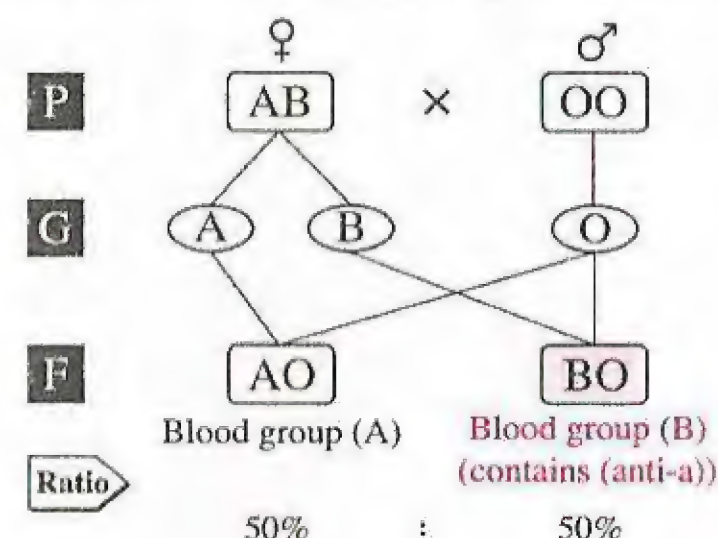 ♀ ♂
P AB × OO
G A B O
F AO BO
Blood group (A) Blood group (B)
(contains (anti-a))
Ratio
50% : 50%